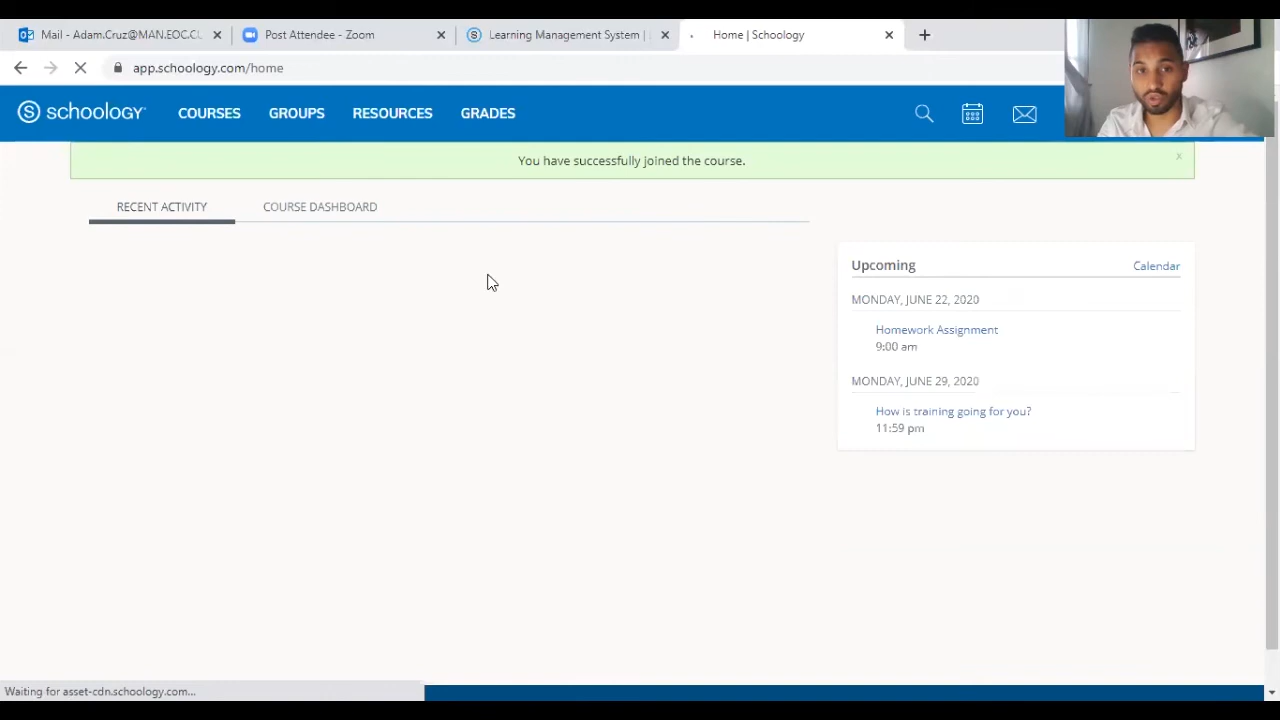 Mail - Adam.Cruz@MAN.EOC.CU
Post Attendee - Zoom
Learning Management System |
Home | Schoology
app.schoology.com/home
S schoology
COURSES
GROUPS
RESOURCES
GRADES
You have successfully joined the course.
RECENT ACTIVITY
COURSE DASHBOARD
Upcoming
Calendar
MONDAY, JUNE 22, 2020
Homework Assignment
9:00 am
MONDAY, JUNE 29, 2020
How is training going for you?
11:59 pm
Waiting for asset-cdn.schoology.com...